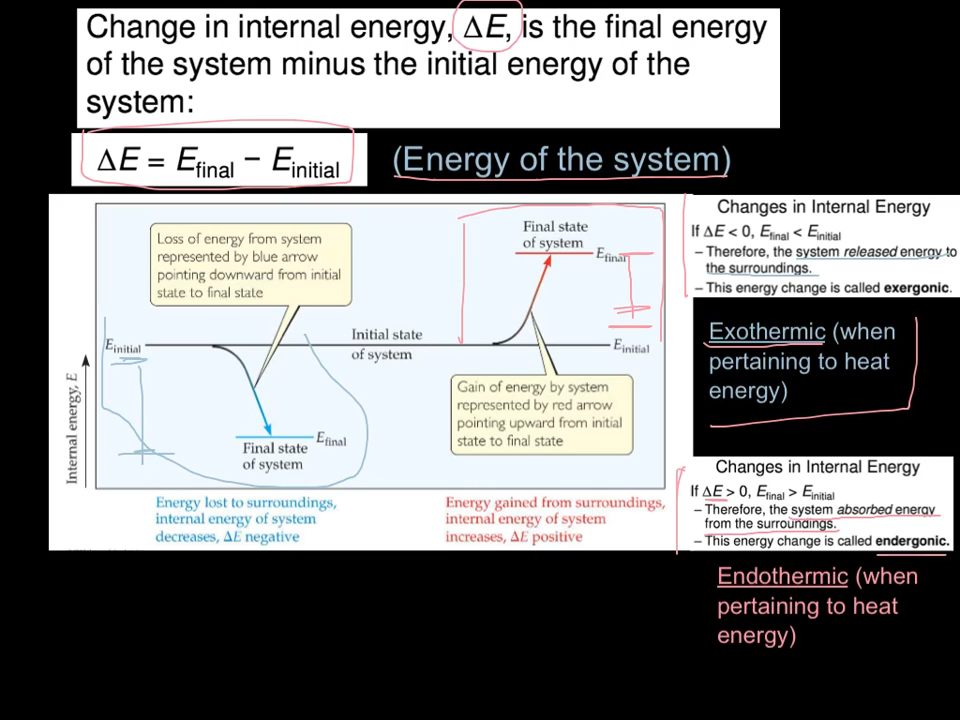 Change in internal energy, ΔE, is the final energy
of the system minus the initial energy of the
system:
ΔE = Efinal − Einitial
(Energy of the system)
Loss of energy from system
represented by blue arrow
pointing downward from initial
state to final state
Final state
of system
Efinal
Einitial
Initial state
of system
Einitial
Internal energy, E
Gain of energy by system
represented by red arrow
pointing upward from initial
state to final state
Efinal
Final state
of system
Energy lost to surroundings,
internal energy of system
decreases, ΔE negative
Energy gained from surroundings,
internal energy of system
increases, ΔE positive
Changes in Internal Energy
If ΔE < 0, Efinal < Einitial
– Therefore, the system released energy to
the surroundings.
– This energy change is called exergonic.
Exothermic (when
pertaining to heat
energy)
Changes in Internal Energy
If ΔE > 0, Efinal > Einitial
– Therefore, the system absorbed energy
from the surroundings.
– This energy change is called endergonic.
Endothermic (when
pertaining to heat
energy)